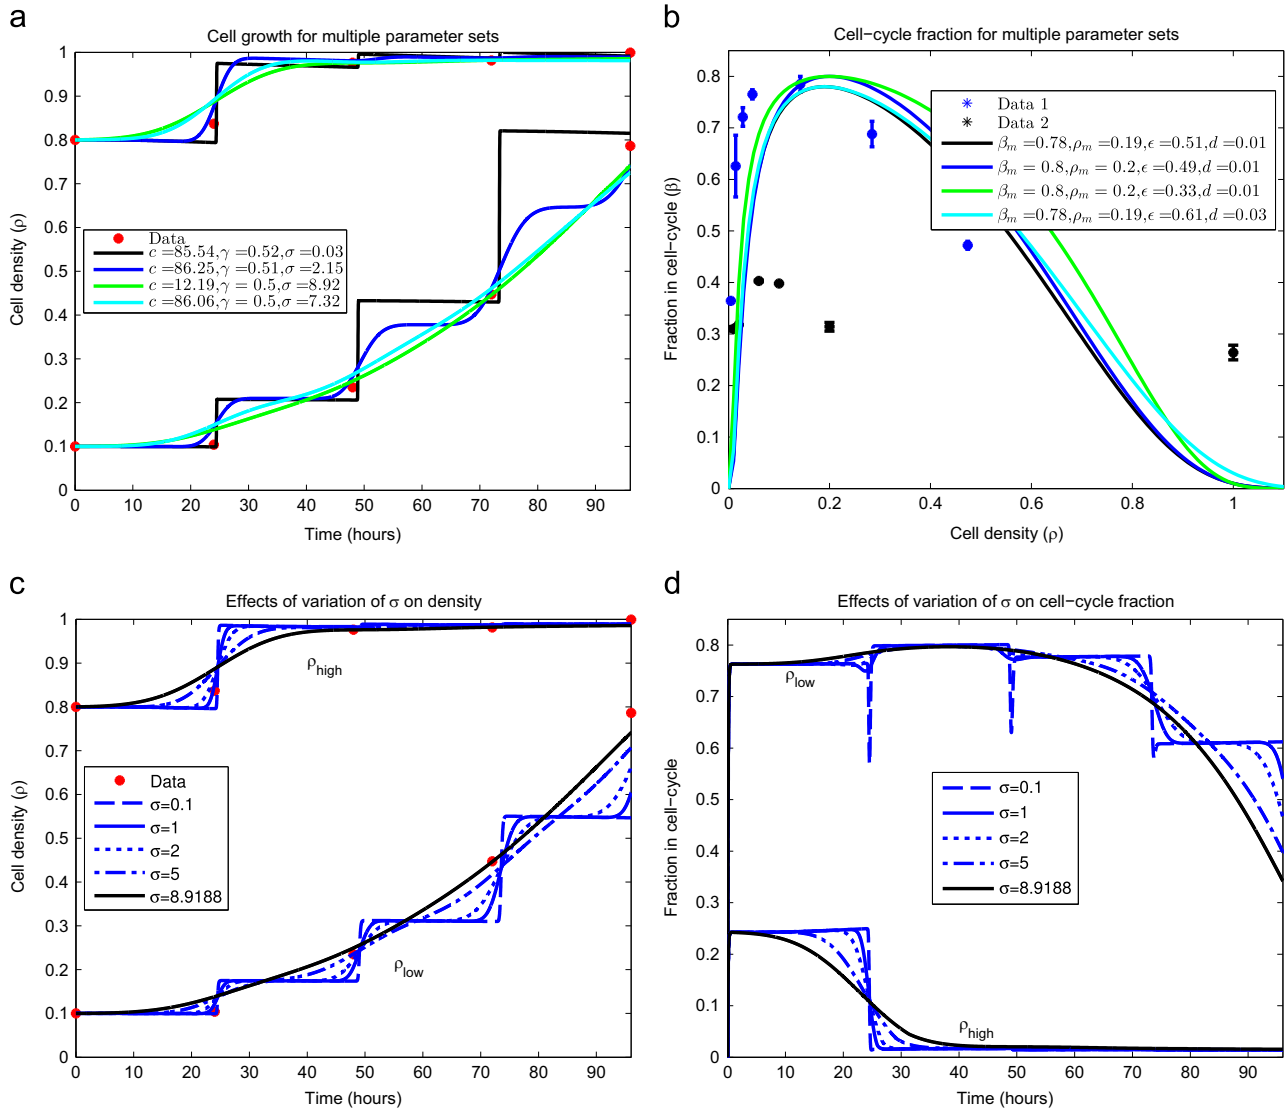 a
Cell growth for multiple parameter sets
1
0.9
0.8
0.7
0.6
0.5
0.4
0.3
0.2
0.1
0
Cell density (ρ)
Data
c =85.54,γ =0.52,σ =0.03
c =86.25,γ =0.51,σ =2.15
c =12.19,γ = 0.5,σ =8.92
c =86.06,γ = 0.5,σ =7.32
0 10 20 30 40 50 60 70 80 90
Time (hours)
b
Cell−cycle fraction for multiple parameter sets
0.8
0.7
0.6
0.5
0.4
0.3
0.2
0.1
0
Fraction in cell−cycle (β)
Data 1
Data 2
βm =0.78,ρm =0.19,ϵ =0.51,d =0.01
βm = 0.8,ρm = 0.2,ϵ =0.49,d =0.01
βm = 0.8,ρm = 0.2,ϵ =0.33,d =0.01
βm =0.78,ρm =0.19,ϵ =0.61,d =0.03
0 0.2 0.4 0.6 0.8 1
Cell density (ρ)
c
Effects of variation of σ on density
1
0.9
0.8
0.7
0.6
0.5
0.4
0.3
0.2
0.1
0
Cell density (ρ)
ρhigh
Data
σ=0.1
σ=1
σ=2
σ=5
σ=8.9188
ρlow
0 10 20 30 40 50 60 70 80 90
Time (hours)
d
Effects of variation of σ on cell−cycle fraction
0.8
0.7
0.6
0.5
0.4
0.3
0.2
0.1
0
Fraction in cell−cycle
ρlow
σ=0.1
σ=1
σ=2
σ=5
σ=8.9188
ρhigh
0 10 20 30 40 50 60 70 80 90
Time (hours)